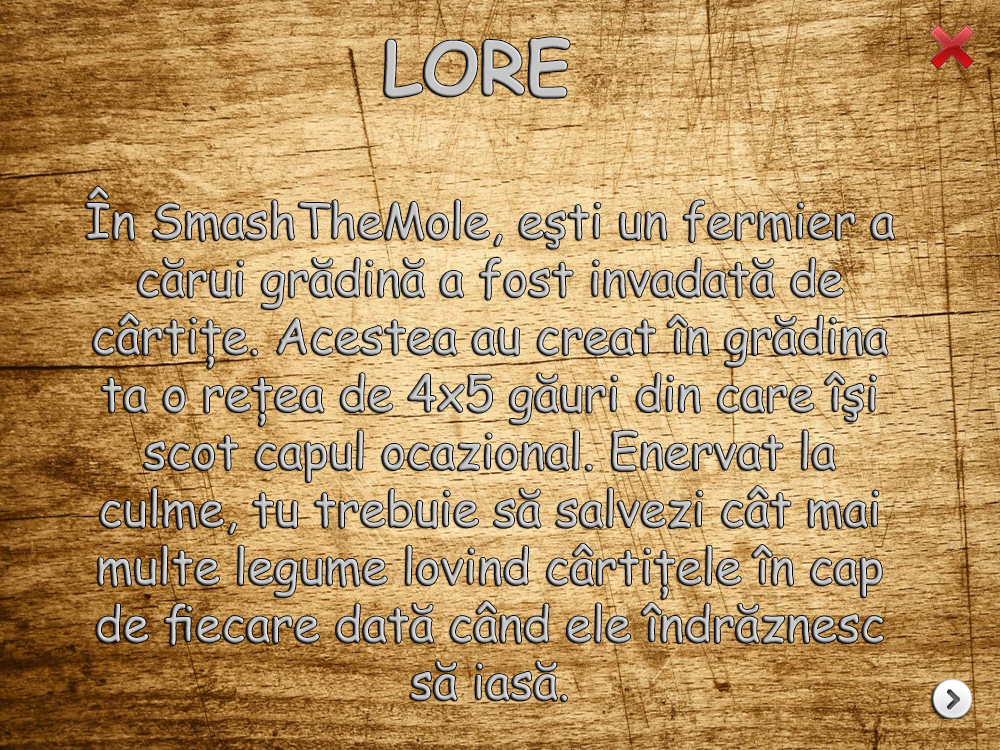 LORE
În SmashTheMole, eşti un fermier a
cărui grădină a fost invadată de
cârtițe. Acestea au creat în grădina
ta o rețea de 4x5 găuri din care îşi
scot capul ocazional. Enervat la
culme, tu trebuie să salvezi cât mai
multe legume lovind cârtițele în cap
de fiecare dată când ele îndrăznesc
să iasă.